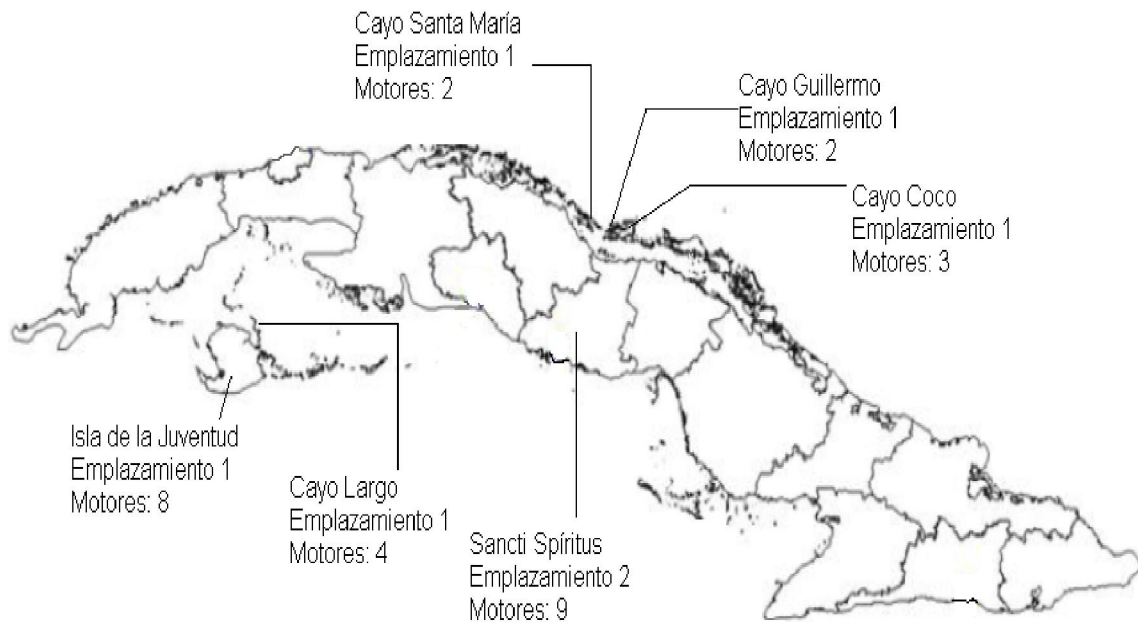 Cayo Santa María
Emplazamiento 1
Motores: 2
Cayo Guillermo
Emplazamiento 1
Motores: 2
Cayo Coco
Emplazamiento 1
Motores: 3
Isla de la Juventud
Emplazamiento 1
Motores: 8
Cayo Largo
Emplazamiento 1
Motores: 4
Sancti Spíritus
Emplazamiento 2
Motores: 9